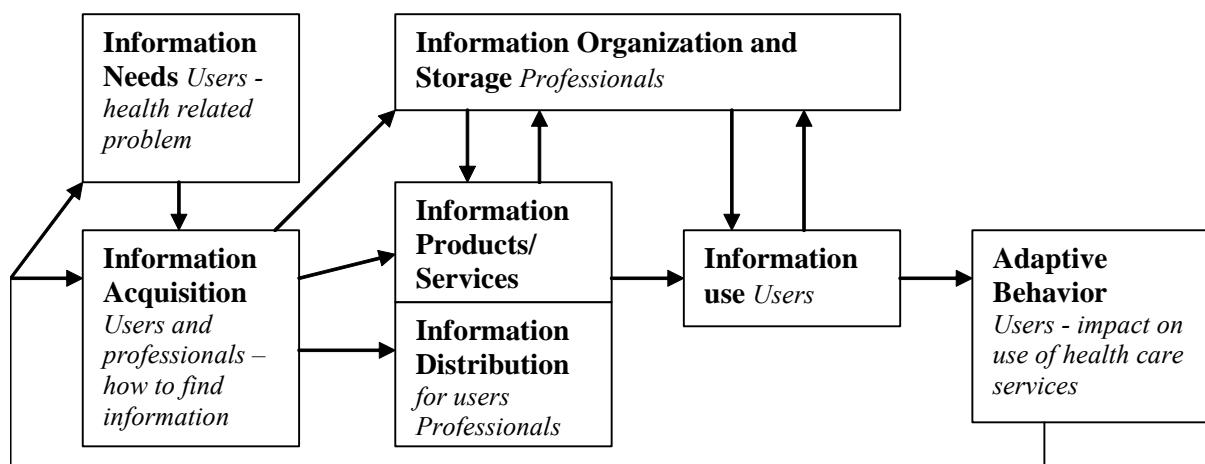 Information
Needs Users -
health related
problem
Information Organization and
Storage Professionals
Information
Acquisition
Users and
professionals –
how to find
information
Information
Products/
Services
Information
Distribution
for users
Professionals
Information
use Users
Adaptive
Behavior
Users - impact on
use of health care
services